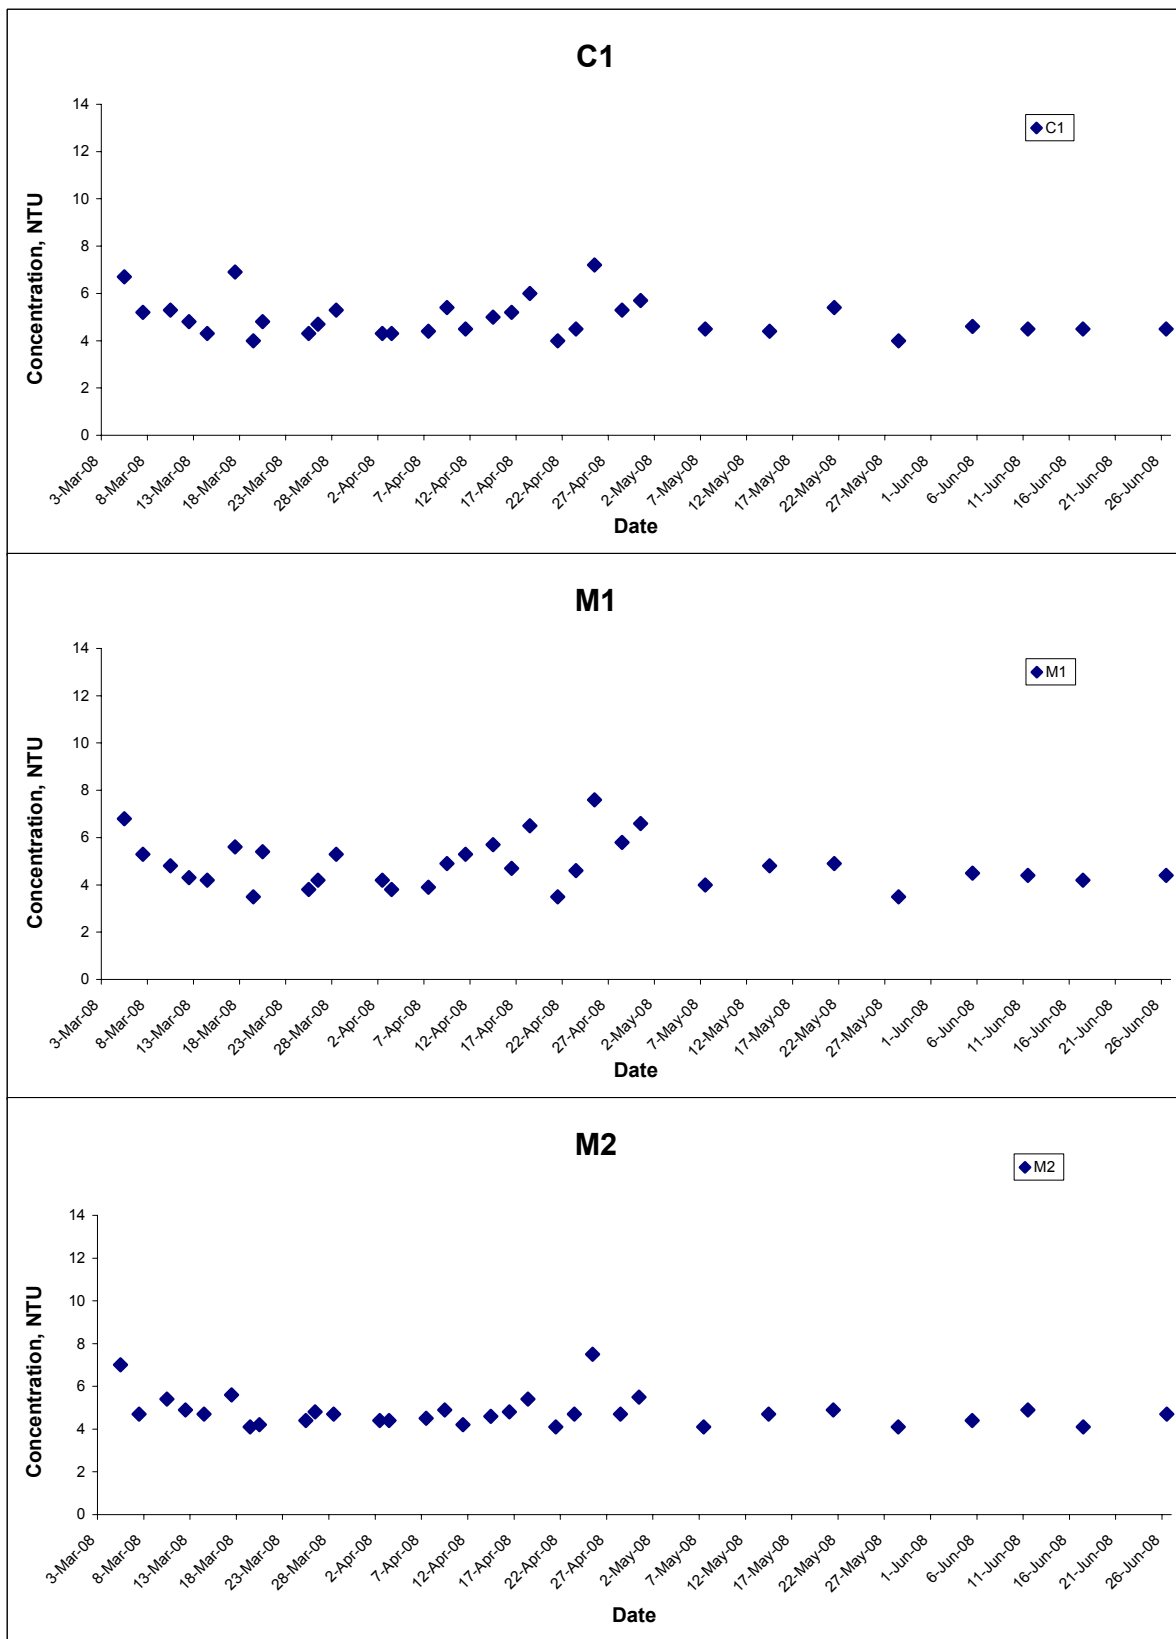 C1
14
12
10
8
6
4
2
0
C1
Concentration, NTU
3-Mar-08
8-Mar-08
13-Mar-08
18-Mar-08
23-Mar-08
28-Mar-08
2-Apr-08
7-Apr-08
12-Apr-08
17-Apr-08
22-Apr-08
27-Apr-08
2-May-08
7-May-08
12-May-08
17-May-08
22-May-08
27-May-08
1-Jun-08
6-Jun-08
11-Jun-08
16-Jun-08
21-Jun-08
26-Jun-08
Date
M1
14
12
10
8
6
4
2
0
M1
Concentration, NTU
3-Mar-08
8-Mar-08
13-Mar-08
18-Mar-08
23-Mar-08
28-Mar-08
2-Apr-08
7-Apr-08
12-Apr-08
17-Apr-08
22-Apr-08
27-Apr-08
2-May-08
7-May-08
12-May-08
17-May-08
22-May-08
27-May-08
1-Jun-08
6-Jun-08
11-Jun-08
16-Jun-08
21-Jun-08
26-Jun-08
Date
M2
M2
14
12
10
8
6
4
2
0
Concentration, NTU
3-Mar-08
8-Mar-08
13-Mar-08
18-Mar-08
23-Mar-08
28-Mar-08
2-Apr-08
7-Apr-08
12-Apr-08
17-Apr-08
22-Apr-08
27-Apr-08
2-May-08
7-May-08
12-May-08
17-May-08
22-May-08
27-May-08
1-Jun-08
6-Jun-08
11-Jun-08
16-Jun-08
21-Jun-08
26-Jun-08
Date